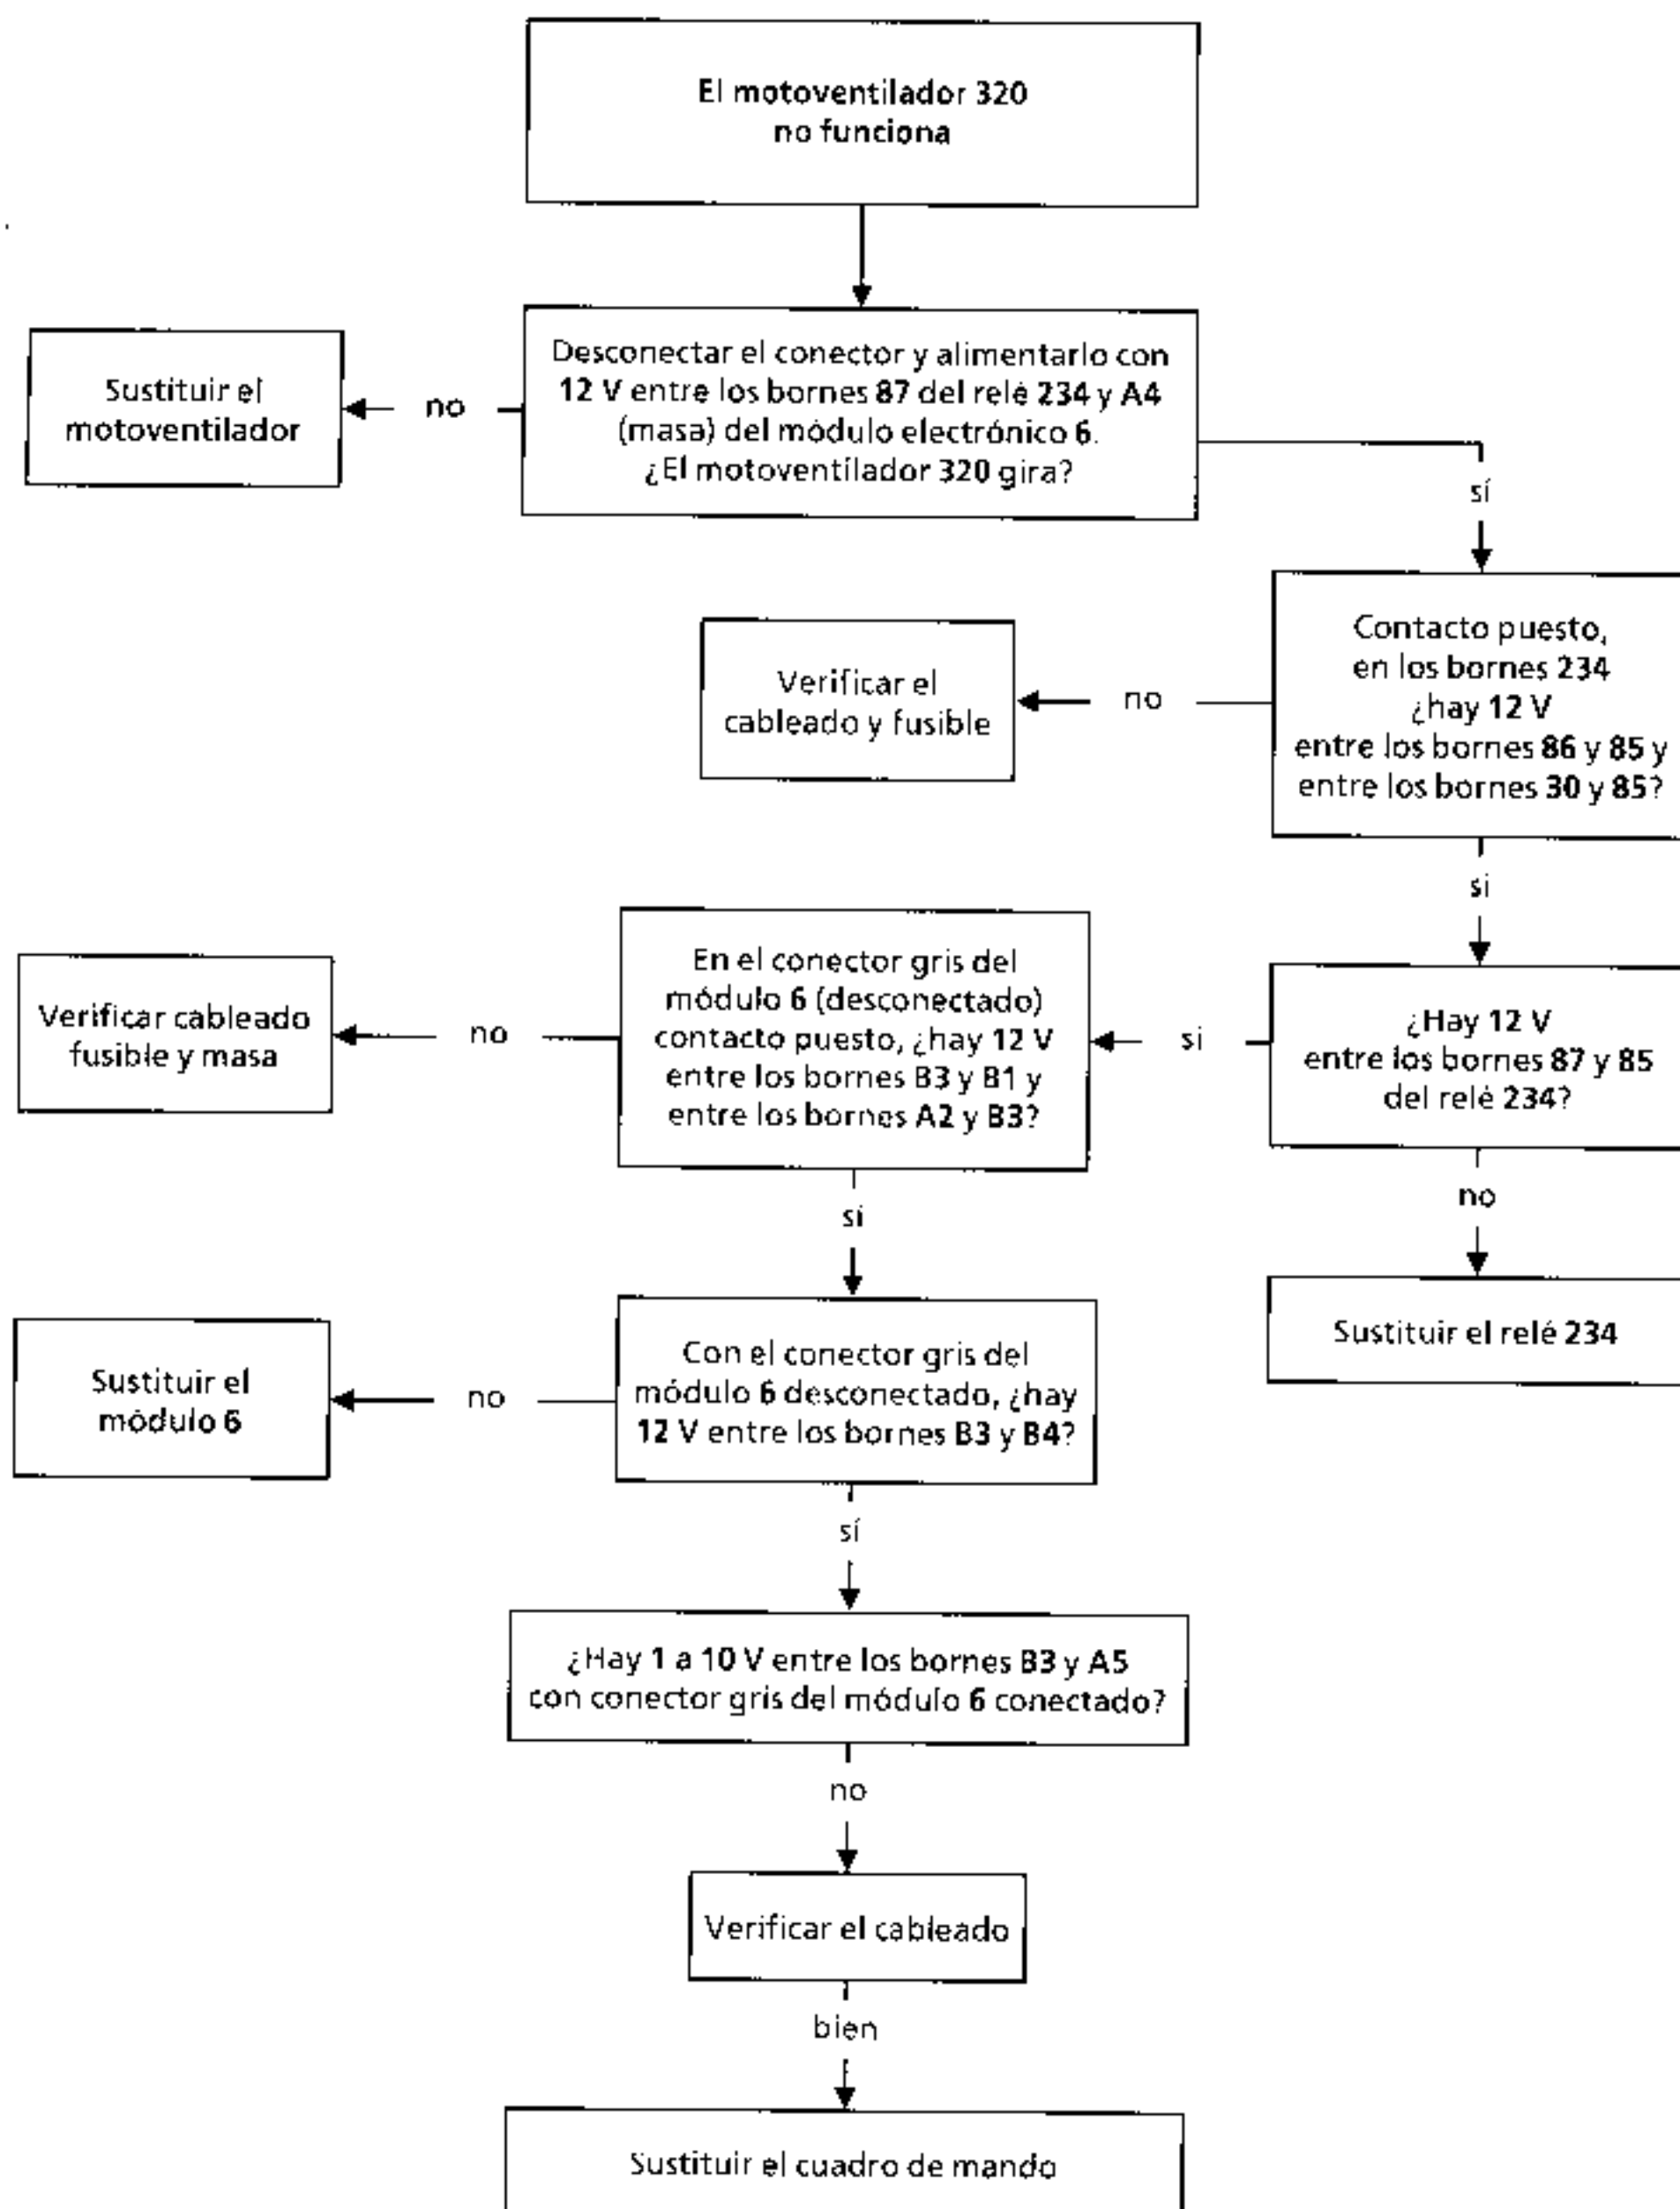 El motoventilador 320
no funciona
Desconectar el conector y alimentarlo con
12 V entre los bornes 87 del relé 234 y A4
(masa) del módulo electrónico 6.
¿El motoventilador 320 gira?
no
Sustituir el
motoventilador
sí
Contacto puesto,
en los bornes 234
¿hay 12 V
entre los bornes 86 y 85 y
entre los bornes 30 y 85?
no
Verificar el
cableado y fusible
si
¿Hay 12 V
entre los bornes 87 y 85
del relé 234?
si
no
Sustituir el relé 234
En el conector gris del
módulo 6 (desconectado)
contacto puesto, ¿hay 12 V
entre los bornes B3 y B1 y
entre los bornes A2 y B3?
no
Verificar cableado
fusible y masa
sí
Con el conector gris del
módulo 6 desconectado, ¿hay
12 V entre los bornes B3 y B4?
no
Sustituir el
módulo 6
sí
¿Hay 1 a 10 V entre los bornes B3 y A5
con conector gris del módulo 6 conectado?
no
Verificar el cableado
bien
Sustituir el cuadro de mando